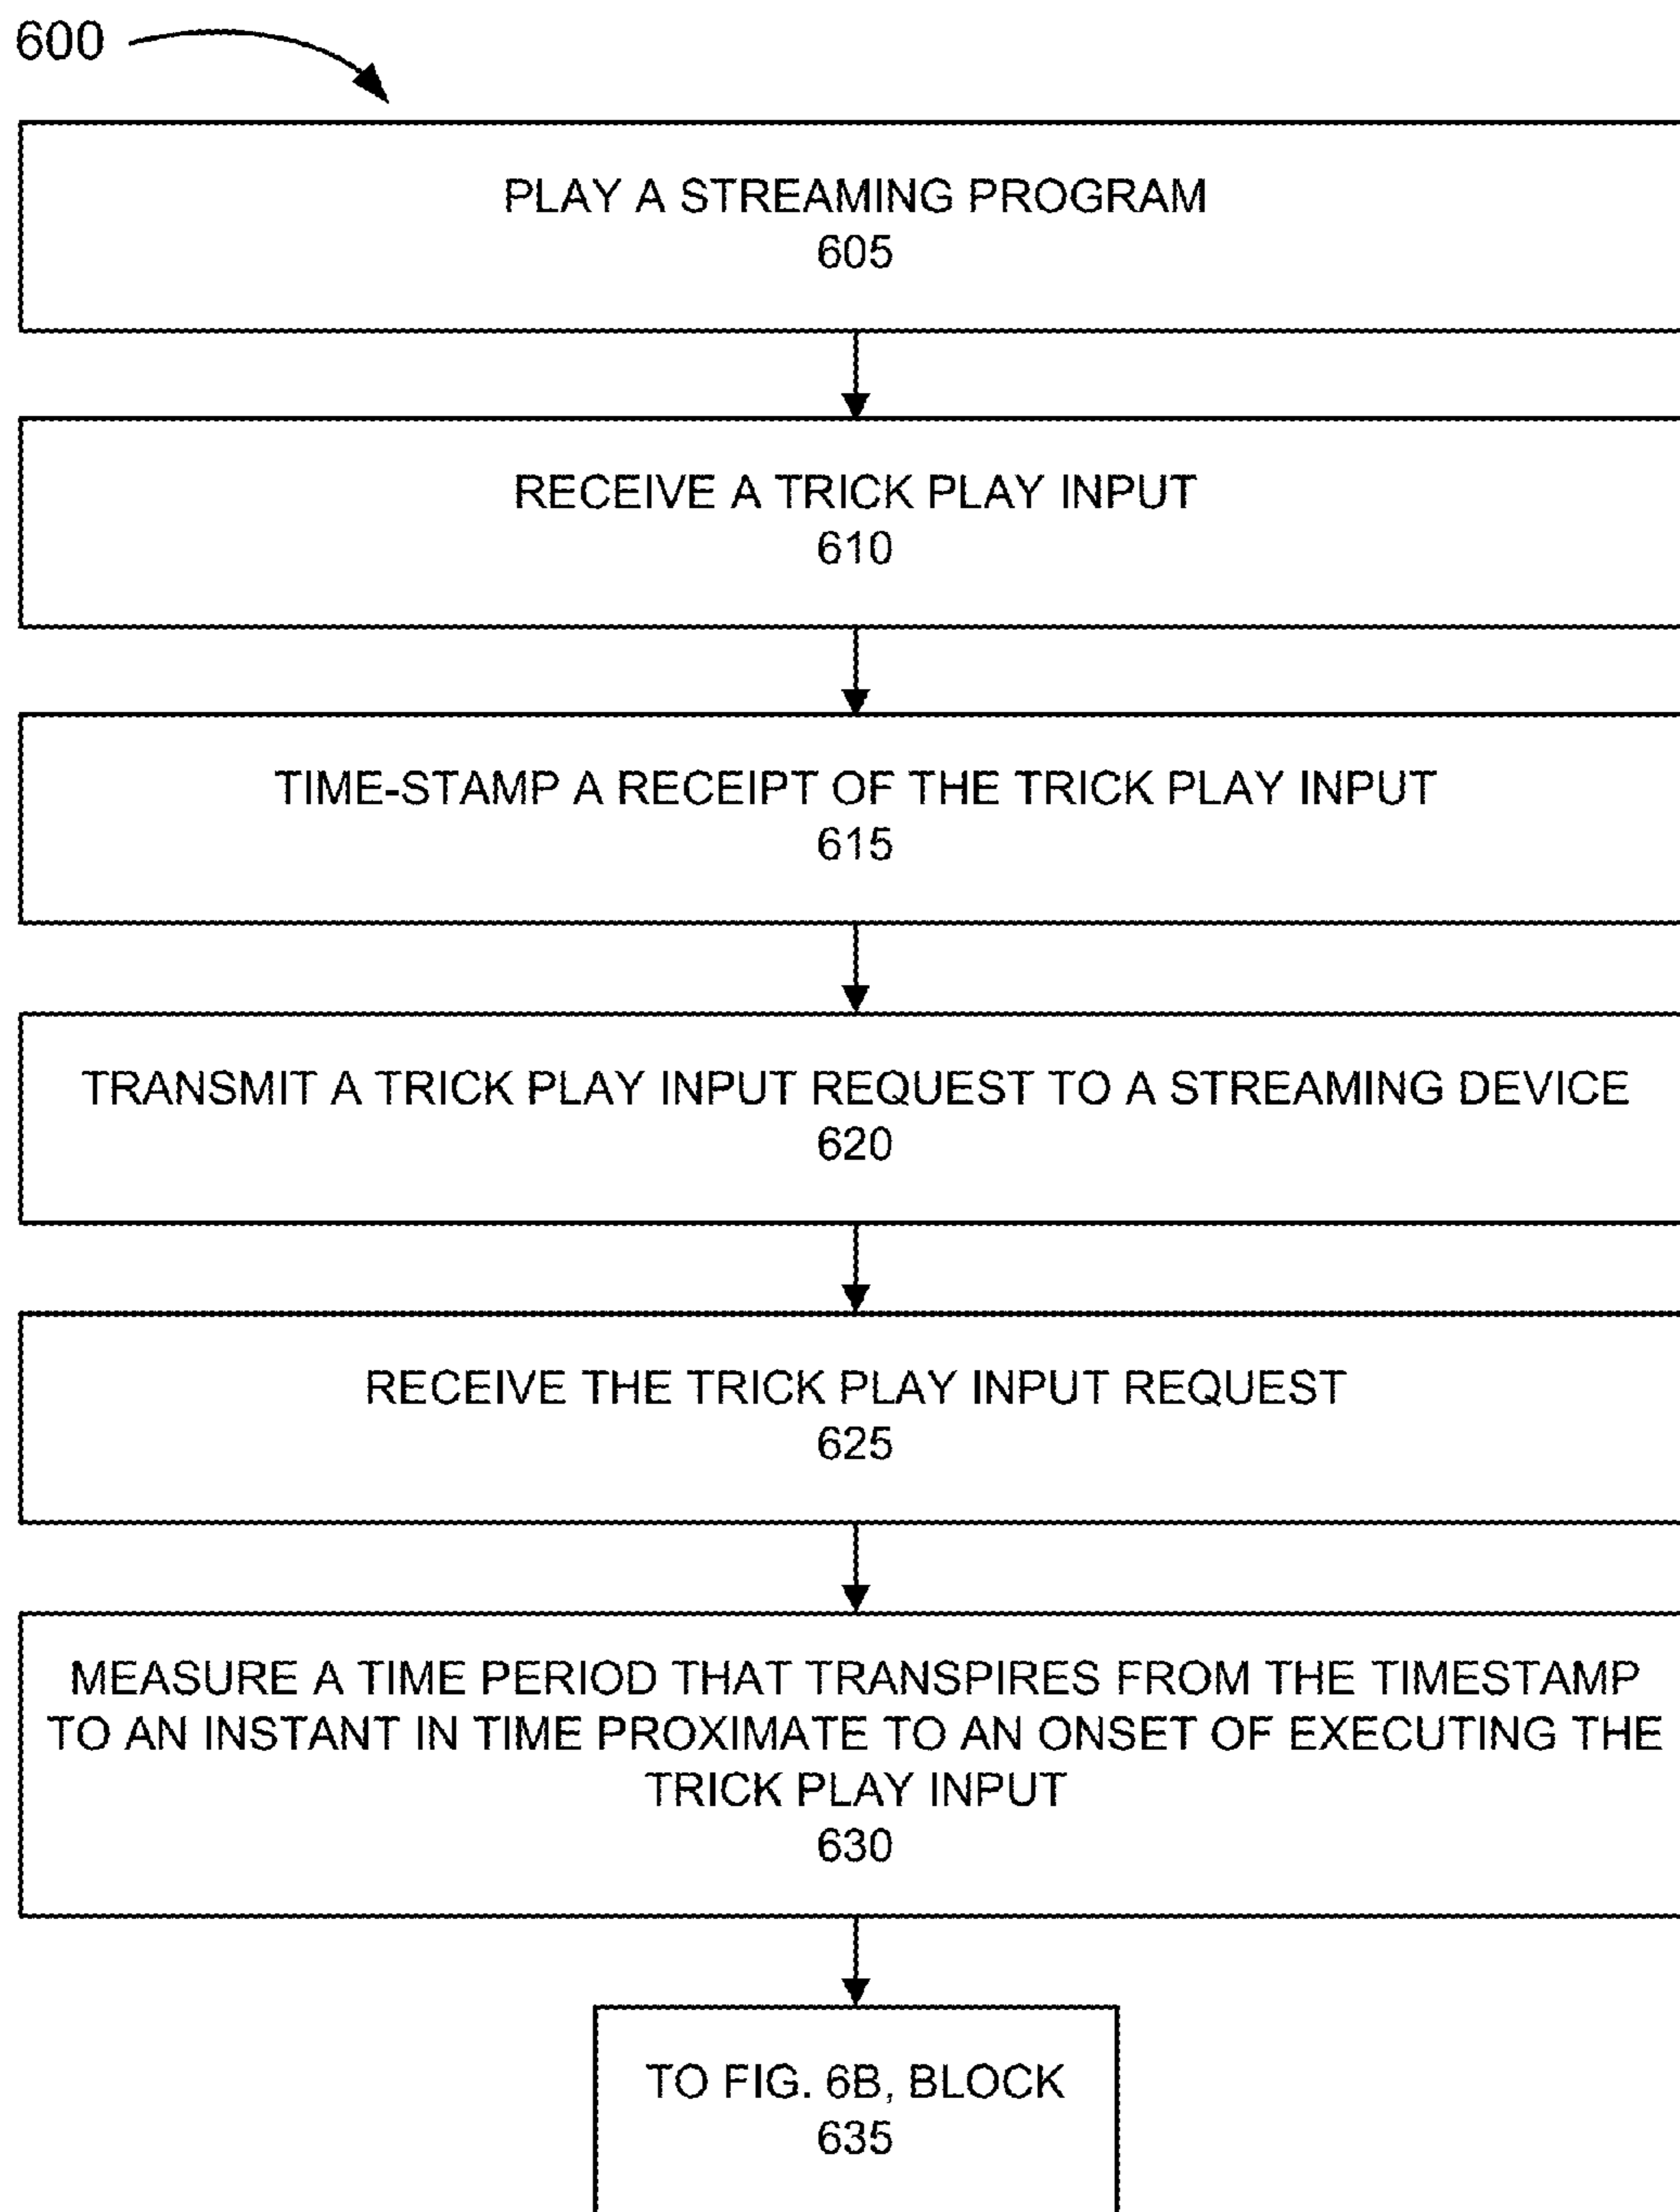 600
PLAY A STREAMING PROGRAM
605
RECEIVE A TRICK PLAY INPUT
610
TIME-STAMP A RECEIPT OF THE TRICK PLAY INPUT
615
TRANSMIT A TRICK PLAY INPUT REQUEST TO A STREAMING DEVICE
620
RECEIVE THE TRICK PLAY INPUT REQUEST
625
MEASURE A TIME PERIOD THAT TRANSPIRES FROM THE TIMESTAMP
TO AN INSTANT IN TIME PROXIMATE TO AN ONSET OF EXECUTING THE
TRICK PLAY INPUT
630
TO FIG. 6B, BLOCK
635